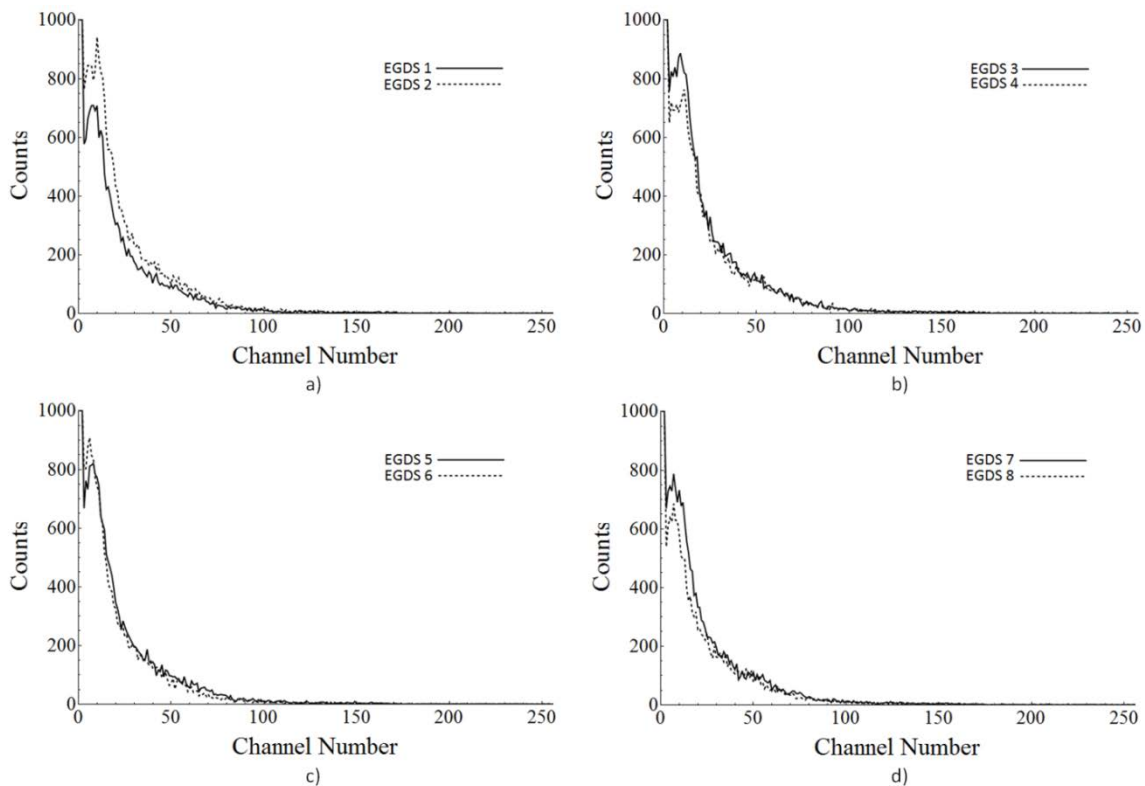 1000
800
600
400
200
0
Counts
EGDS 1
EGDS 2
0 50 100 150 200 250
Channel Number
a)
1000
800
600
400
200
0
Counts
EGDS 3
EGDS 4
0 50 100 150 200 250
Channel Number
b)
1000
800
600
400
200
0
Counts
EGDS 5
EGDS 6
0 50 100 150 200 250
Channel Number
c)
1000
800
600
400
200
0
Counts
EGDS 7
EGDS 8
0 50 100 150 200 250
Channel Number
d)